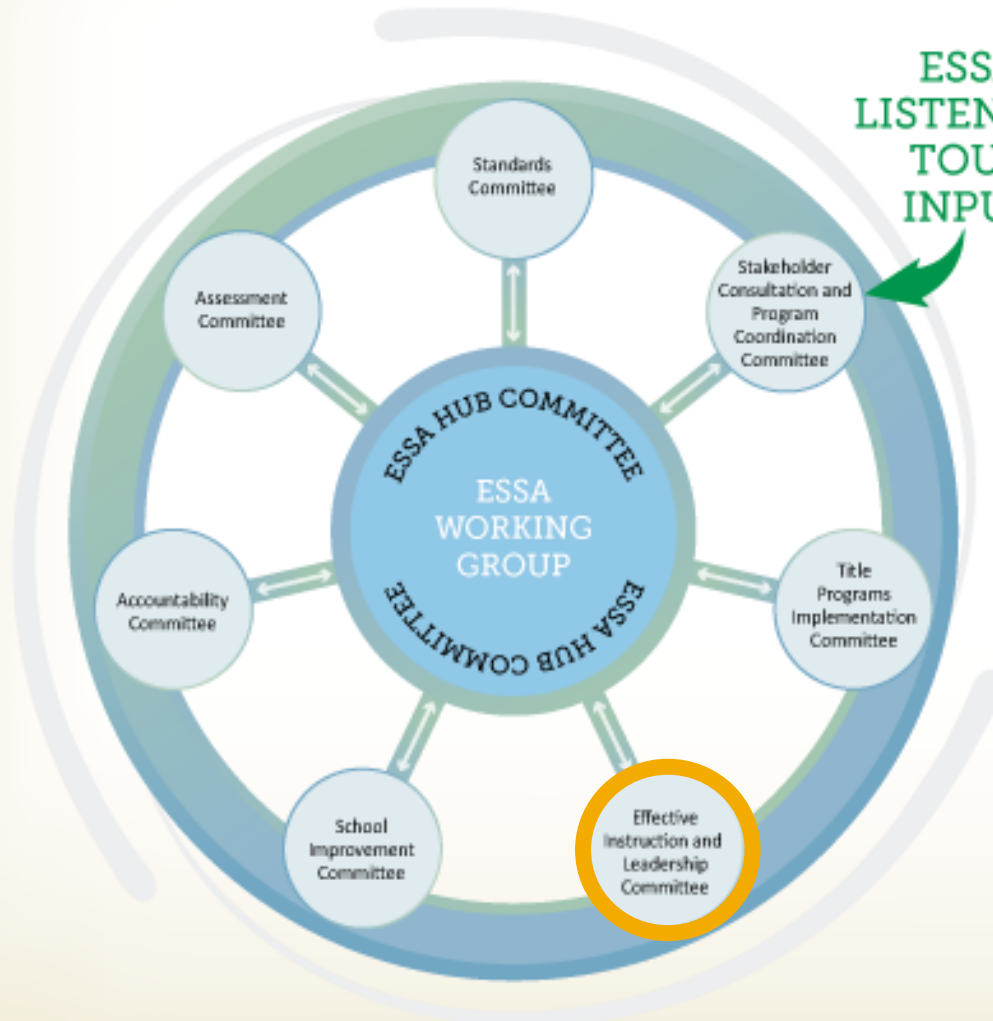 ESS
LISTEN
TOU
INPU
Standards
Committee
Stakeholder
Consultation and
Program
Coordination
Committee
Assessment
Committee
ESSA HUB COMMITTEE
ESSA
WORKING
GROUP
ESSA HUB COMMITTEE
Title
Programs
Implementation
Committee
Accountability
Committee
School
Improvement
Committee
Effective
Instruction and
Leadership
Committee